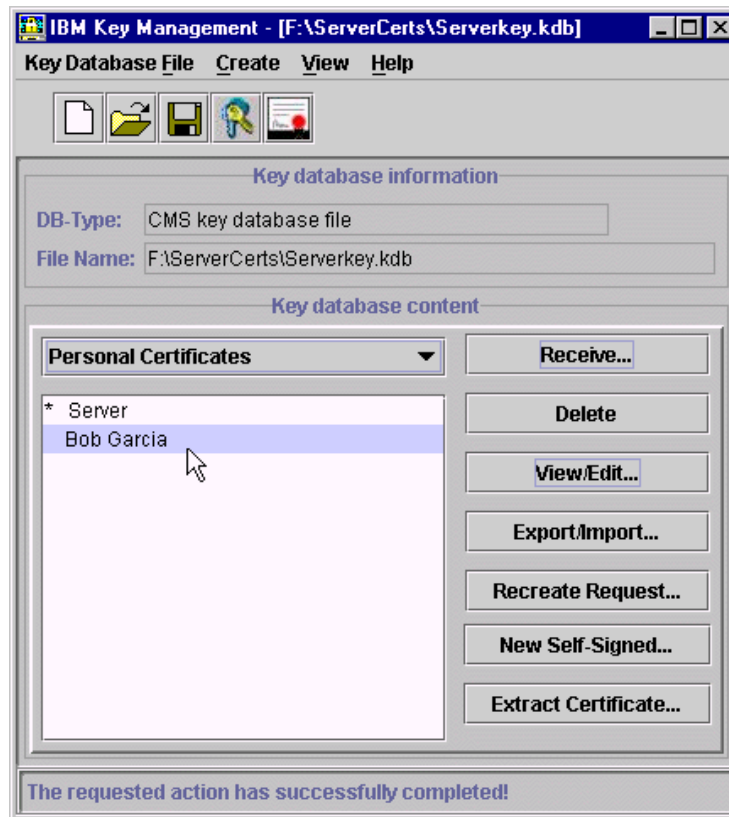 IBM Key Management - [F:\ServerCerts\Serverkey.kdb]
Key Database File Create View Help
Key database information
DB-Type: CMS key database file
File Name: F:\ServerCerts\Serverkey.kdb
Key database content
Personal Certificates
Receive...
* Server
Delete
Bob Garcia
View/Edit...
Export/Import...
Recreate Request...
New Self-Signed...
Extract Certificate...
The requested action has successfully completed!